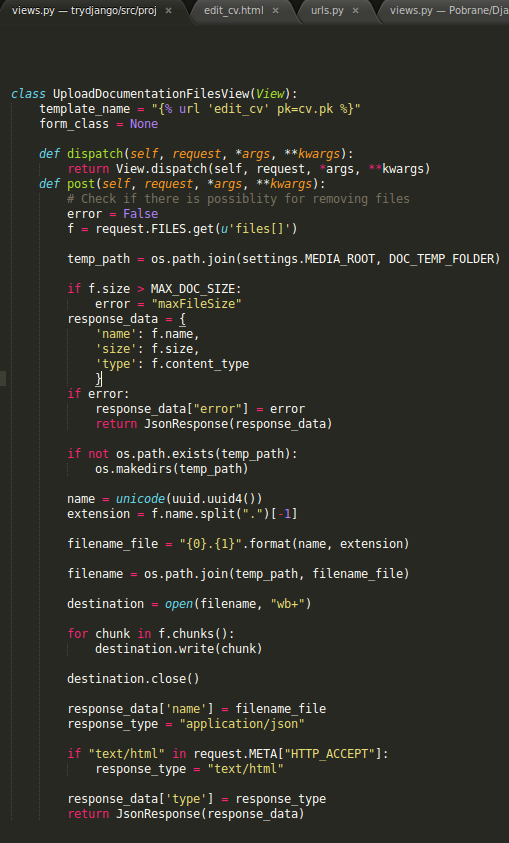 views.py — trydjango/src/proj × edit_cv.html × urls.py × views.py — Pobrane/Dja
class UploadDocumentationFilesView(View):
    template_name = "{% url 'edit_cv' pk=cv.pk %}"
    form_class = None

    def dispatch(self, request, *args, **kwargs):
        return View.dispatch(self, request, *args, **kwargs)
    def post(self, request, *args, **kwargs):
        # Check if there is possiblity for removing files
        error = False
        f = request.FILES.get(u'files[]')

        temp_path = os.path.join(settings.MEDIA_ROOT, DOC_TEMP_FOLDER)

        if f.size > MAX_DOC_SIZE:
            error = "maxFileSize"
        response_data = {
            'name': f.name,
            'size': f.size,
            'type': f.content_type
            }
        if error:
            response_data["error"] = error
            return JsonResponse(response_data)

        if not os.path.exists(temp_path):
            os.makedirs(temp_path)

        name = unicode(uuid.uuid4())
        extension = f.name.split(".")[-1]

        filename_file = "{0}.{1}".format(name, extension)

        filename = os.path.join(temp_path, filename_file)

        destination = open(filename, "wb+")

        for chunk in f.chunks():
            destination.write(chunk)

        destination.close()

        response_data['name'] = filename_file
        response_type = "application/json"

        if "text/html" in request.META["HTTP_ACCEPT"]:
            response_type = "text/html"

        response_data['type'] = response_type
        return JsonResponse(response_data)